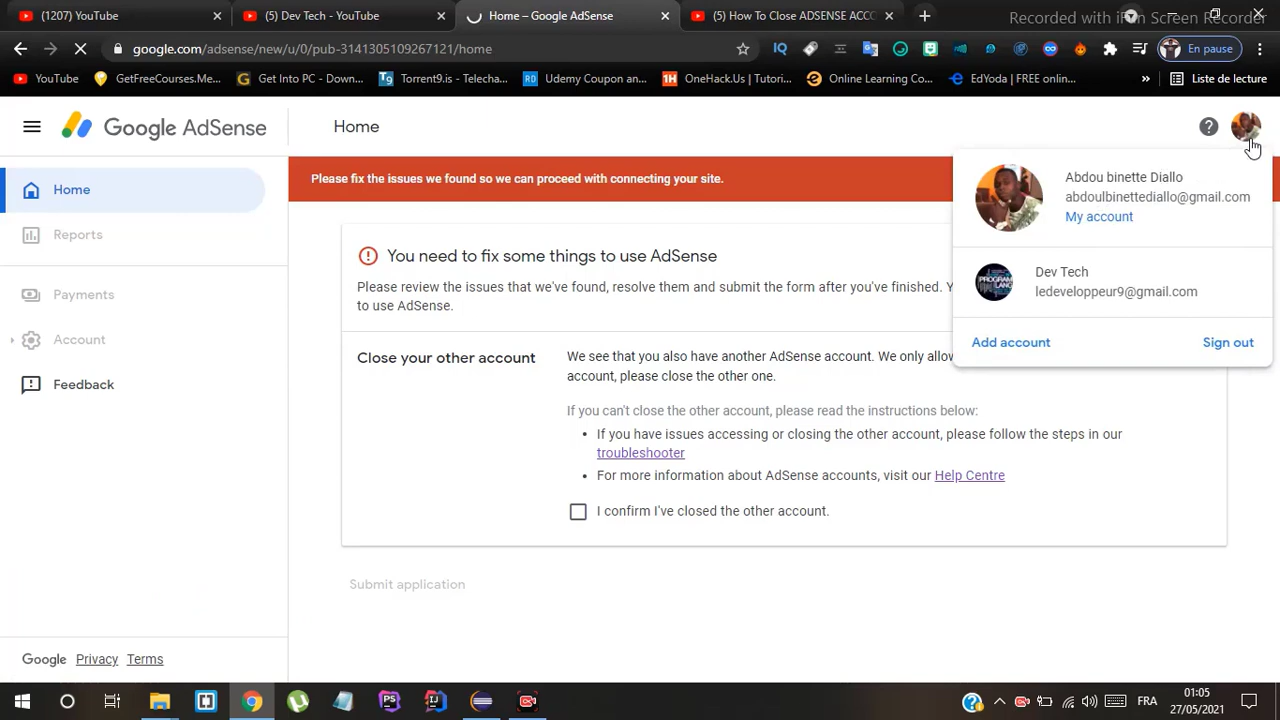 (1207) YouTube
(5) Dev Tech - YouTube
Home – Google AdSense
(5) How To Close ADSENSE ACCO
Recorded with iFun Screen Recorder
google.com/adsense/new/u/0/pub-3141305109267121/home
En pause
YouTube
GetFreeCourses.Me...
Get Into PC - Down...
Torrent9.is - Telecha...
Udemy Coupon an...
OneHack.Us | Tutori...
Online Learning Co...
EdYoda | FREE onlin...
Liste de lecture
Google AdSense
Home
Home
Reports
Payments
Account
Feedback
Please fix the issues we found so we can proceed with connecting your site.
You need to fix some things to use AdSense
Please review the issues that we've found, resolve them and submit the form after you've finished. Y
to use AdSense.
Close your other account
We see that you also have another AdSense account. We only allow
account, please close the other one.
If you can't close the other account, please read the instructions below:
If you have issues accessing or closing the other account, please follow the steps in our
troubleshooter
For more information about AdSense accounts, visit our Help Centre
I confirm I've closed the other account.
Submit application
Abdou binette Diallo
abdoulbinettediallo@gmail.com
My account
Dev Tech
ledeveloppeur9@gmail.com
Add account
Sign out
Google Privacy Terms
FRA
01:05
27/05/2021